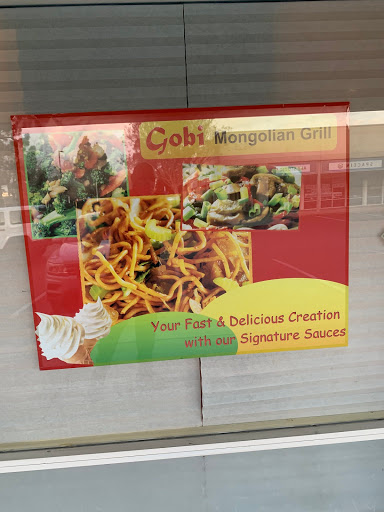 Gobi Mongolian Grill
Your Fast & Delicious Creation
with our Signature Sauces